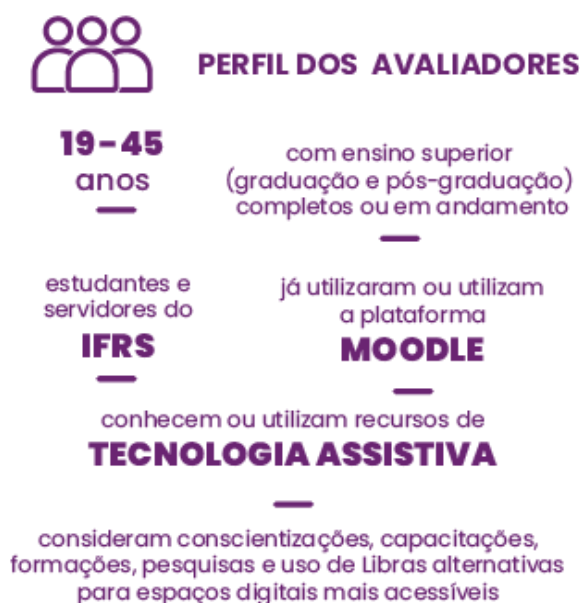 PERFIL DOS AVALIADORES
19-45
anos
com ensino superior
(graduação e pós-graduação)
completos ou em andamento
estudantes e
servidores do
IFRS
já utilizaram ou utilizam
a plataforma
MOODLE
conhecem ou utilizam recursos de
TECNOLOGIA ASSISTIVA
consideram conscientizações, capacitações,
formações, pesquisas e uso de Libras alternativas
para espaços digitais mais acessíveis